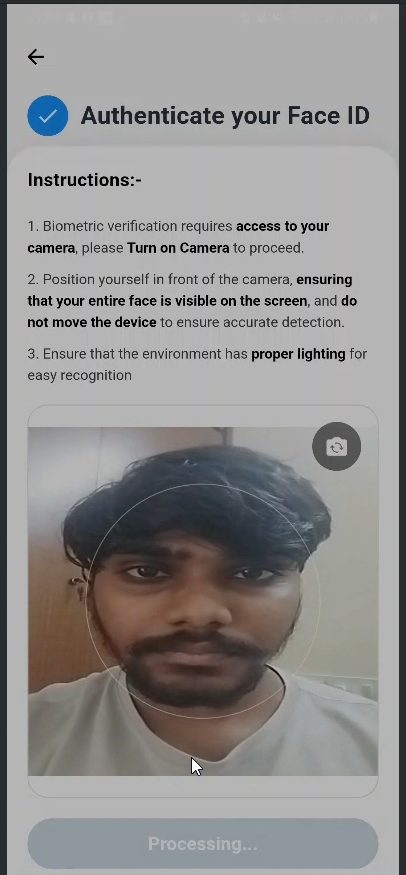 Authenticate your Face ID
Instructions:-
1. Biometric verification requires access to your
camera, please Turn on Camera to proceed.
2. Position yourself in front of the camera, ensuring
that your entire face is visible on the screen, and do
not move the device to ensure accurate detection.
3. Ensure that the environment has proper lighting for
easy recognition
Processing...